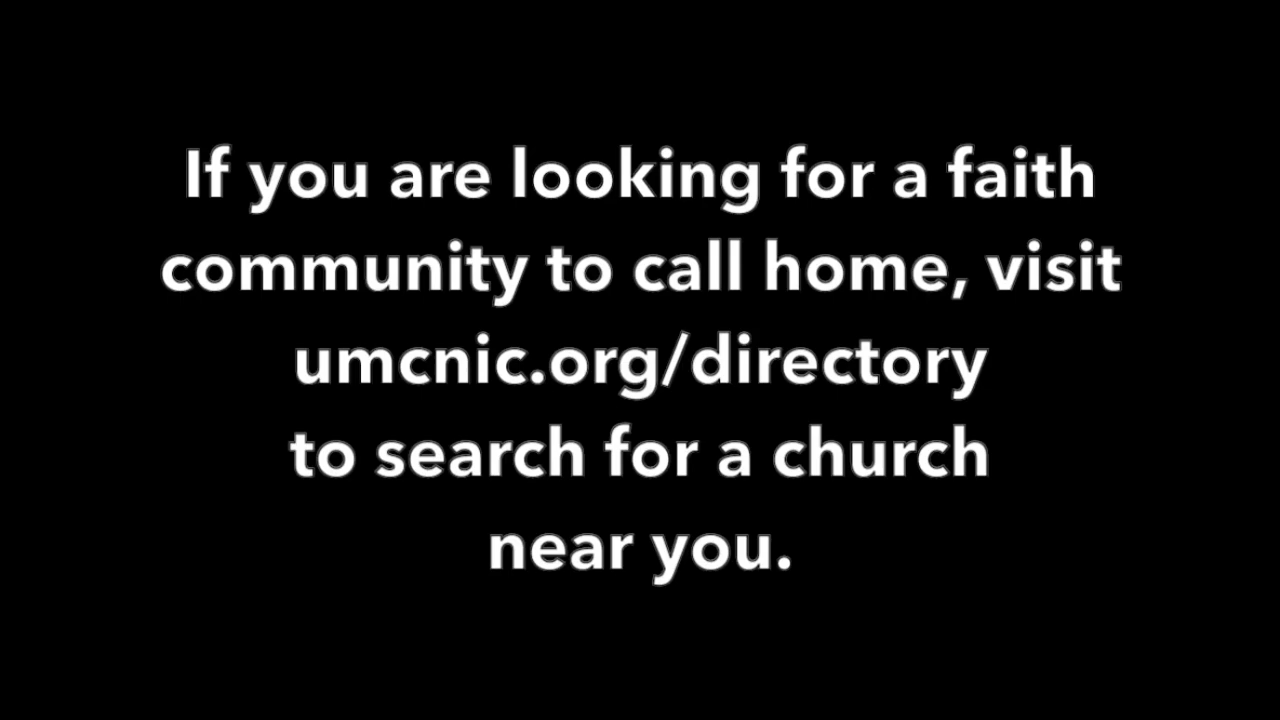 If you are looking for a faith
community to call home, visit
umcnic.org/directory
to search for a church
near you.